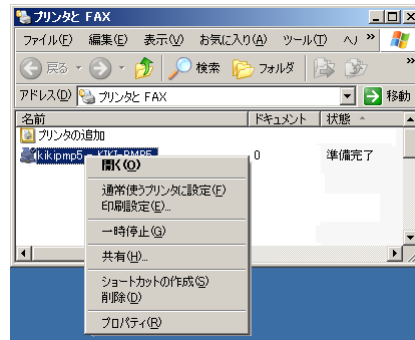 プリンタと FAX
ファイル(F) 編集(E) 表示(V) お気に入り(A) ツール(T) ヘJ »
戻る 検索 フォルダ »
アドレス(D) プリンタと FAX 移動
名前 ドキュメント 状態
プリンタの追加
kikipmp5 - KIKI-PMP5 0 準備完了
開く(O)
通常使うプリンタに設定(F)
印刷設定(E)...
一時停止(G)
共有(H)...
ショートカットの作成(S)
削除(D)
プロパティ(R)